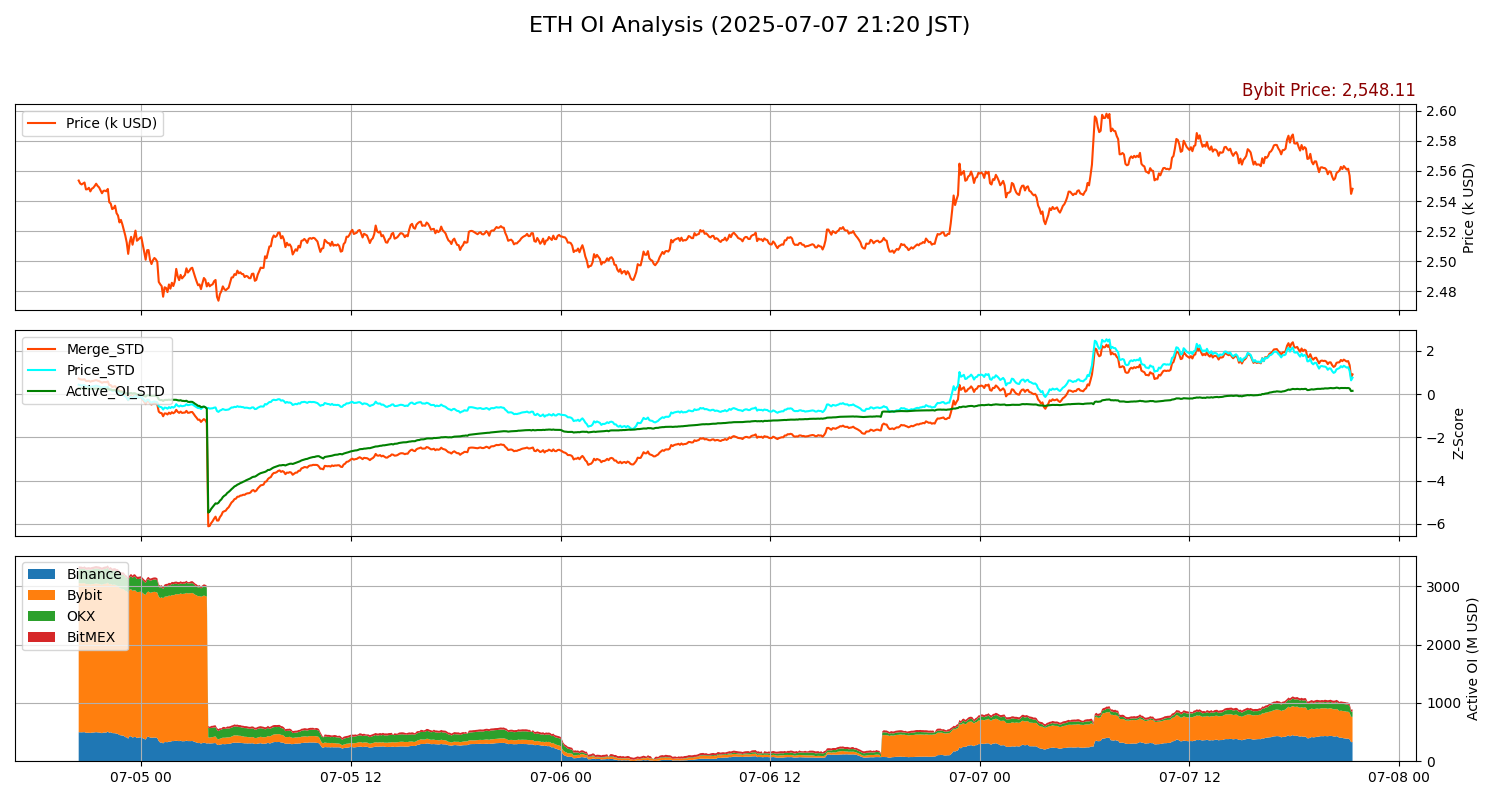 ETH OI Analysis (2025-07-07 21:20 JST)
Bybit Price: 2,548.11
Price (k USD)
2.60
2.58
2.56
2.54
2.52
2.50
2.48
Price (k USD)
Merge_STD
Price_STD
Active_OI_STD
2
0
−2
−4
−6
Z-Score
Binance
Bybit
OKX
BitMEX
3000
2000
1000
0
Active OI (M USD)
07-05 00
07-05 12
07-06 00
07-06 12
07-07 00
07-07 12
07-08 00